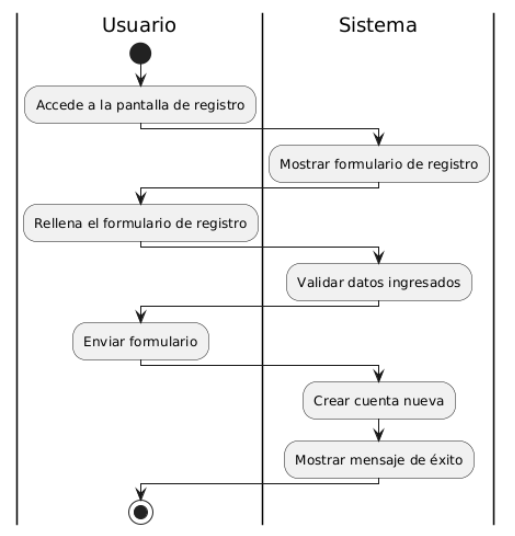 Usuario
Sistema
Accede a la pantalla de registro
Mostrar formulario de registro
Rellena el formulario de registro
Validar datos ingresados
Enviar formulario
Crear cuenta nueva
Mostrar mensaje de éxito